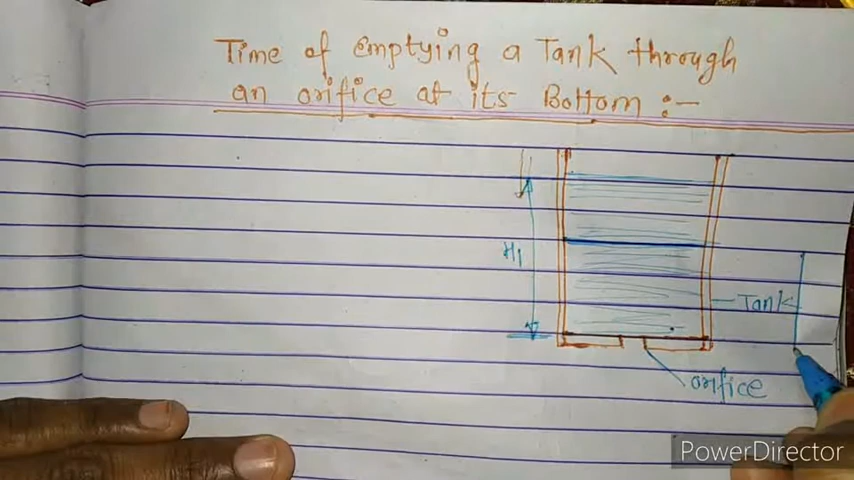 Time of emptying a Tank through
an orifice at its Bottom :-
H1
Tank
orifice
PowerDirector